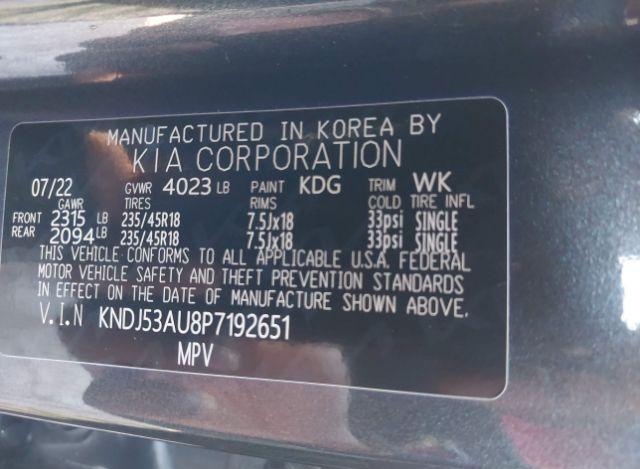 MANUFACTURED IN KOREA BY
KIA CORPORATION
07/22 GVWR 4023 LB PAINT KDG TRIM WK
GAWR TIRES RIMS COLD TIRE INFL
FRONT 2315 LB 235/45R18 7.5Jx18 33psi SINGLE
REAR 2094 LB 235/45R18 7.5Jx18 33psi SINGLE
THIS VEHICLE CONFORMS TO ALL APPLICABLE U.S.A. FEDERAL
MOTOR VEHICLE SAFETY AND THEFT PREVENTION STANDARDS
IN EFFECT ON THE DATE OF MANUFACTURE SHOWN ABOVE.
V.I.N KNDJ53AU8P7192651
MPV